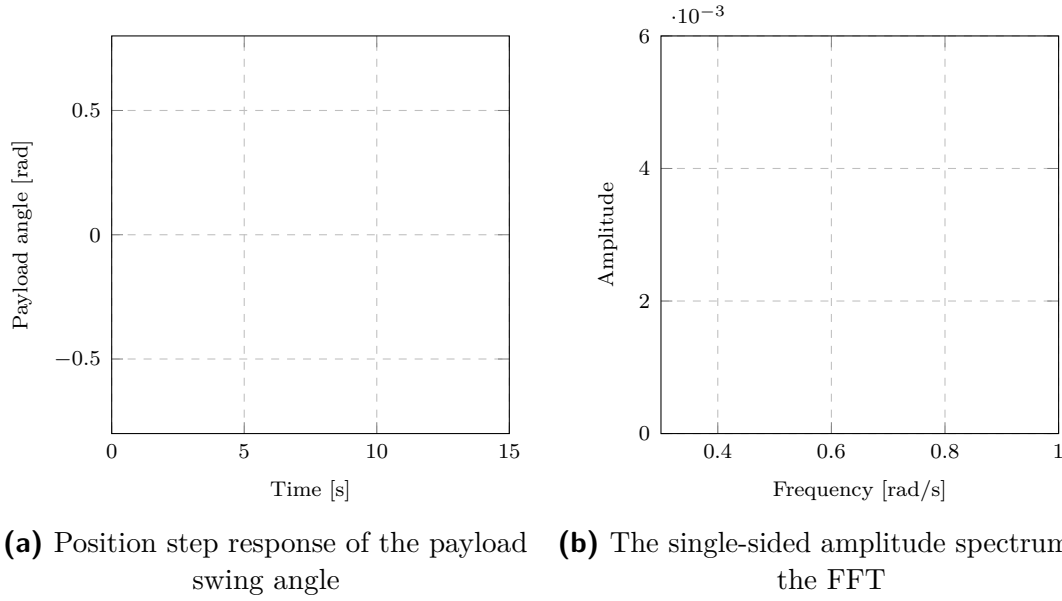 ·10⁻³
6
4
2
0
0.5
0
−0.5
0 5 10 15
0.4 0.6 0.8 1
Payload angle [rad]
Amplitude
Time [s]
Frequency [rad/s]
(a) Position step response of the payload
swing angle
(b) The single-sided amplitude spectrum
the FFT